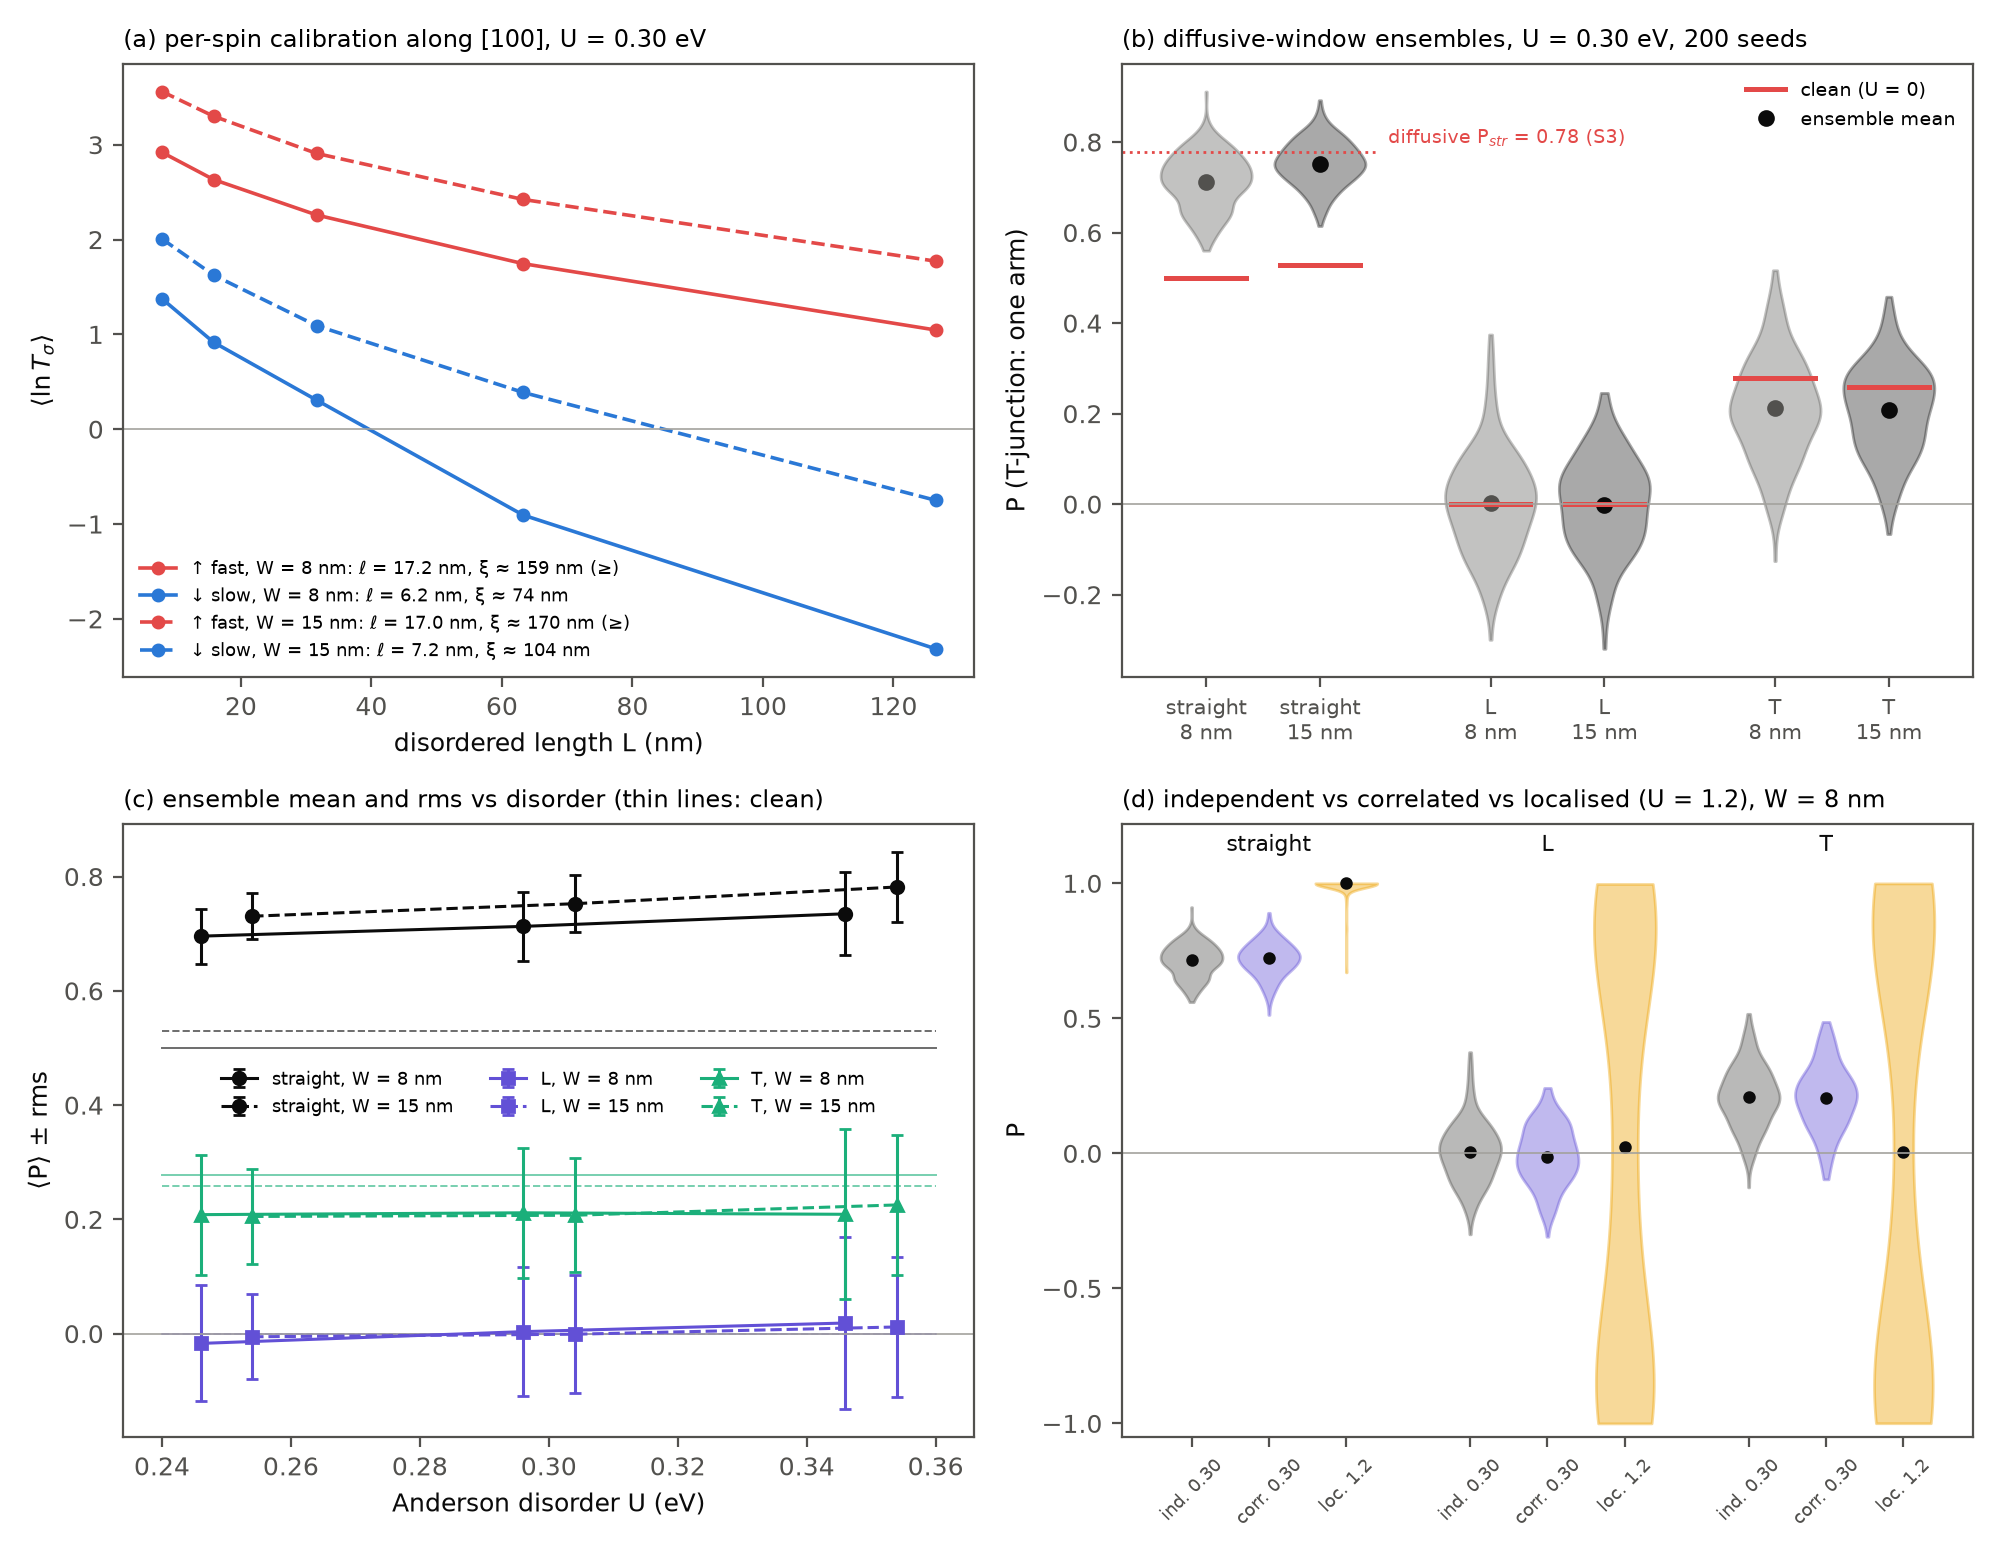 (a) per-spin calibration along [100], U = 0.30 eV
⟨ln Tσ⟩
3
2
1
0
−1
−2
↑ fast, W = 8 nm: ℓ = 17.2 nm, ξ ≈ 159 nm (≥)
↓ slow, W = 8 nm: ℓ = 6.2 nm, ξ ≈ 74 nm
↑ fast, W = 15 nm: ℓ = 17.0 nm, ξ ≈ 170 nm (≥)
↓ slow, W = 15 nm: ℓ = 7.2 nm, ξ ≈ 104 nm
20 40 60 80 100 120
disordered length L (nm)
(b) diffusive-window ensembles, U = 0.30 eV, 200 seeds
P (T-junction: one arm)
0.8
0.6
0.4
0.2
0.0
−0.2
clean (U = 0)
ensemble mean
diffusive Pstr = 0.78 (S3)
straight straight L L T T
8 nm 15 nm 8 nm 15 nm 8 nm 15 nm
(c) ensemble mean and rms vs disorder (thin lines: clean)
⟨P⟩ ± rms
0.8
0.6
0.4
0.2
0.0
straight, W = 8 nm L, W = 8 nm T, W = 8 nm
straight, W = 15 nm L, W = 15 nm T, W = 15 nm
0.24 0.26 0.28 0.30 0.32 0.34 0.36
Anderson disorder U (eV)
(d) independent vs correlated vs localised (U = 1.2), W = 8 nm
P
straight L T
1.0
0.5
0.0
−0.5
−1.0
ind. 0.30 corr. 0.30 loc. 1.2 ind. 0.30 corr. 0.30 loc. 1.2 ind. 0.30 corr. 0.30 loc. 1.2